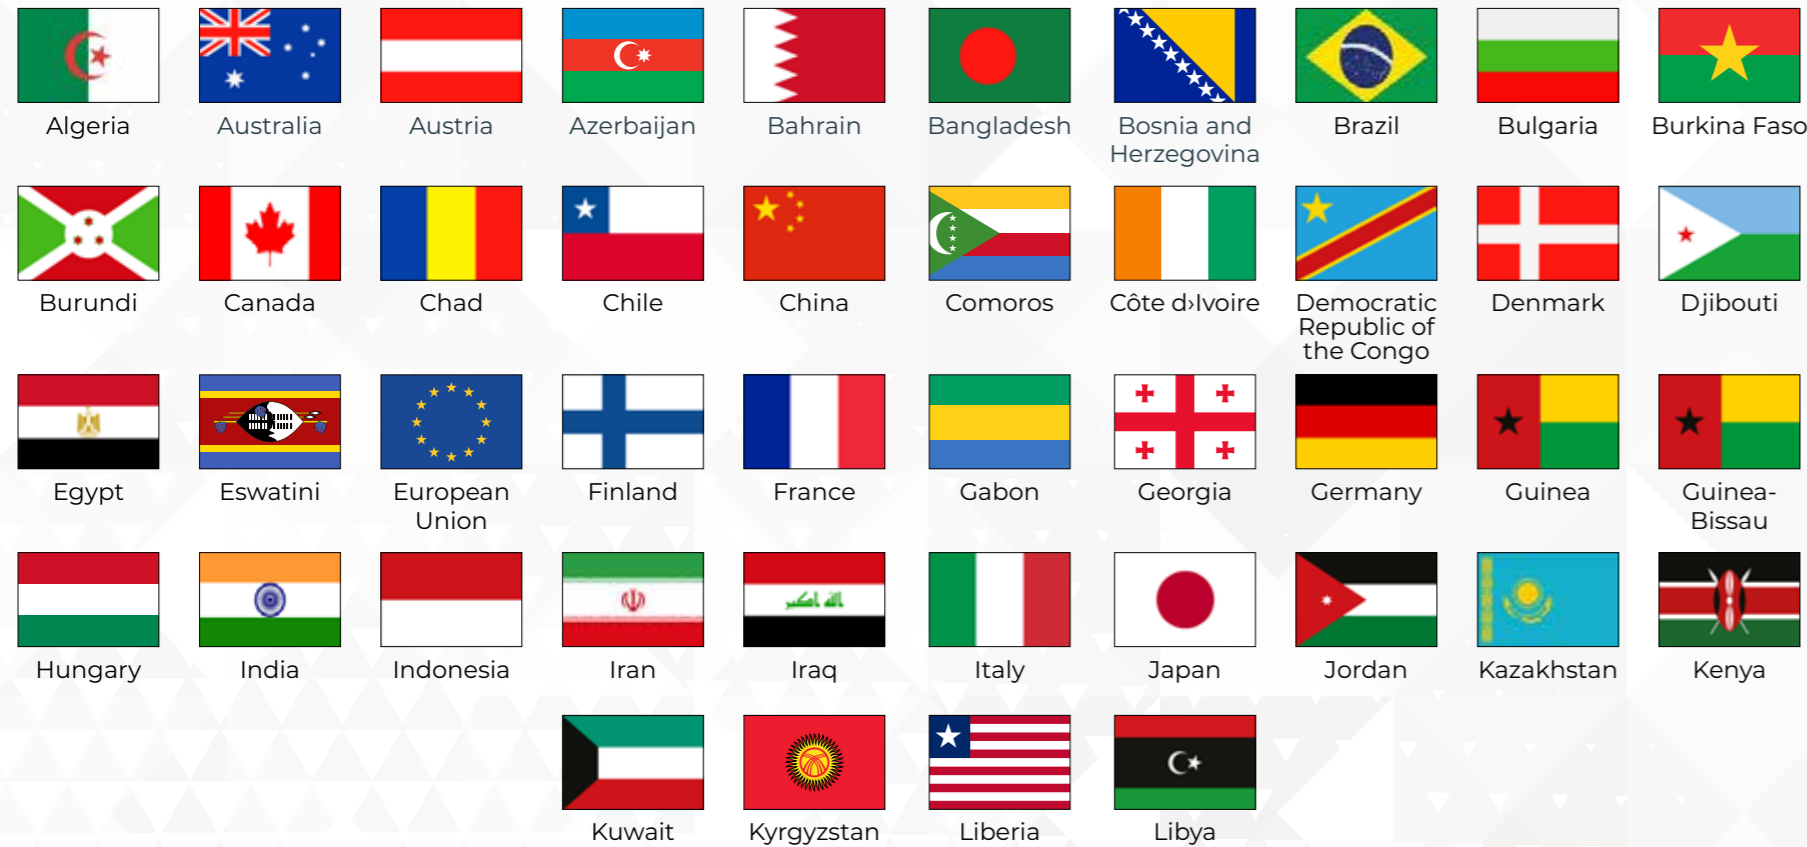 Algeria
Australia
Austria
Azerbaijan
Bahrain
Bangladesh
Bosnia and
Herzegovina
Brazil
Bulgaria
Burkina Faso
Burundi
Canada
Chad
Chile
China
Comoros
Côte d›Ivoire
Democratic
Republic of
the Congo
Denmark
Djibouti
Egypt
Eswatini
European
Union
Finland
France
Gabon
Georgia
Germany
Guinea
Guinea-
Bissau
الله اكبر
Hungary
India
Indonesia
Iran
Iraq
Italy
Japan
Jordan
Kazakhstan
Kenya
Kuwait
Kyrgyzstan
Liberia
Libya